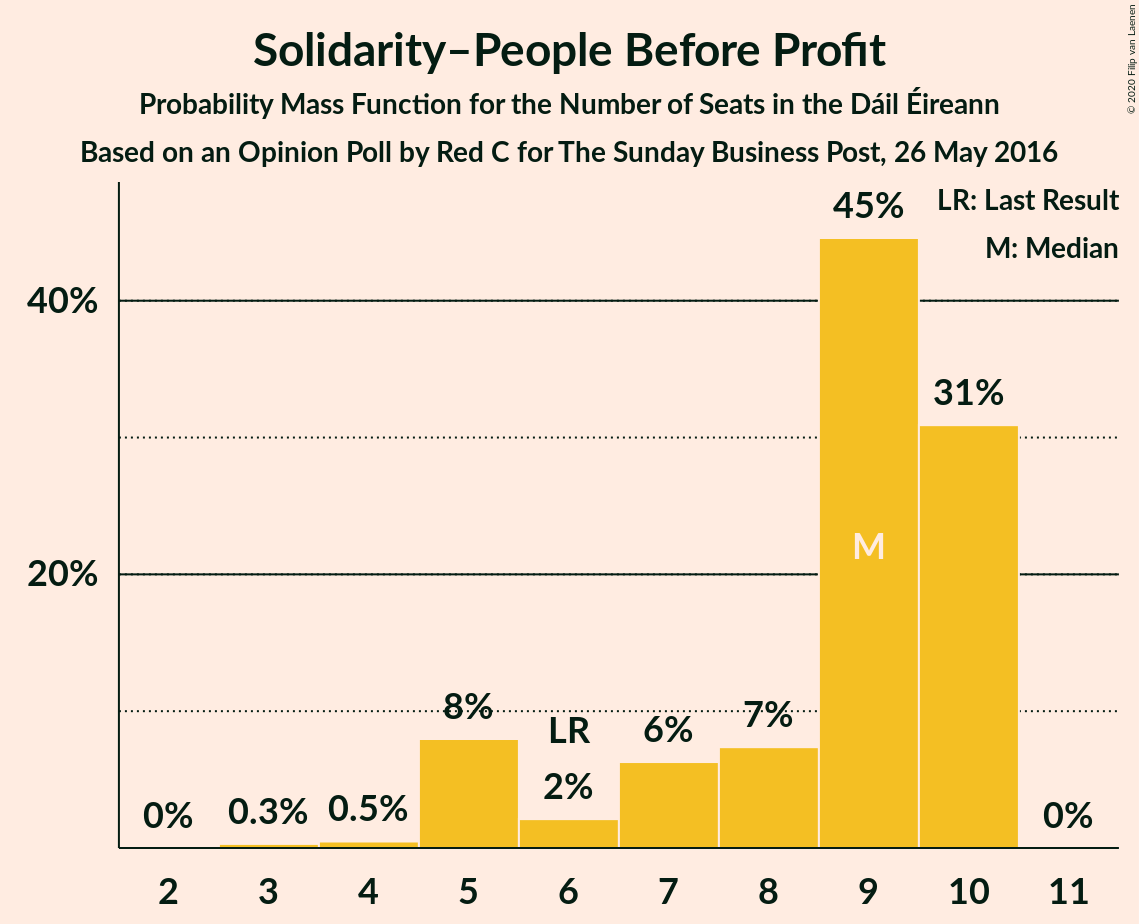 Solidarity–People Before Profit
Probability Mass Function for the Number of Seats in the Dáil Éireann
Based on an Opinion Poll by Red C for The Sunday Business Post, 26 May 2016
© 2020 Filip van Laenen
LR: Last Result
M: Median
40%
20%
0%
0.3%
0.5%
8%
LR
2%
6%
7%
45%
M
31%
0%
2 3 4 5 6 7 8 9 10 11